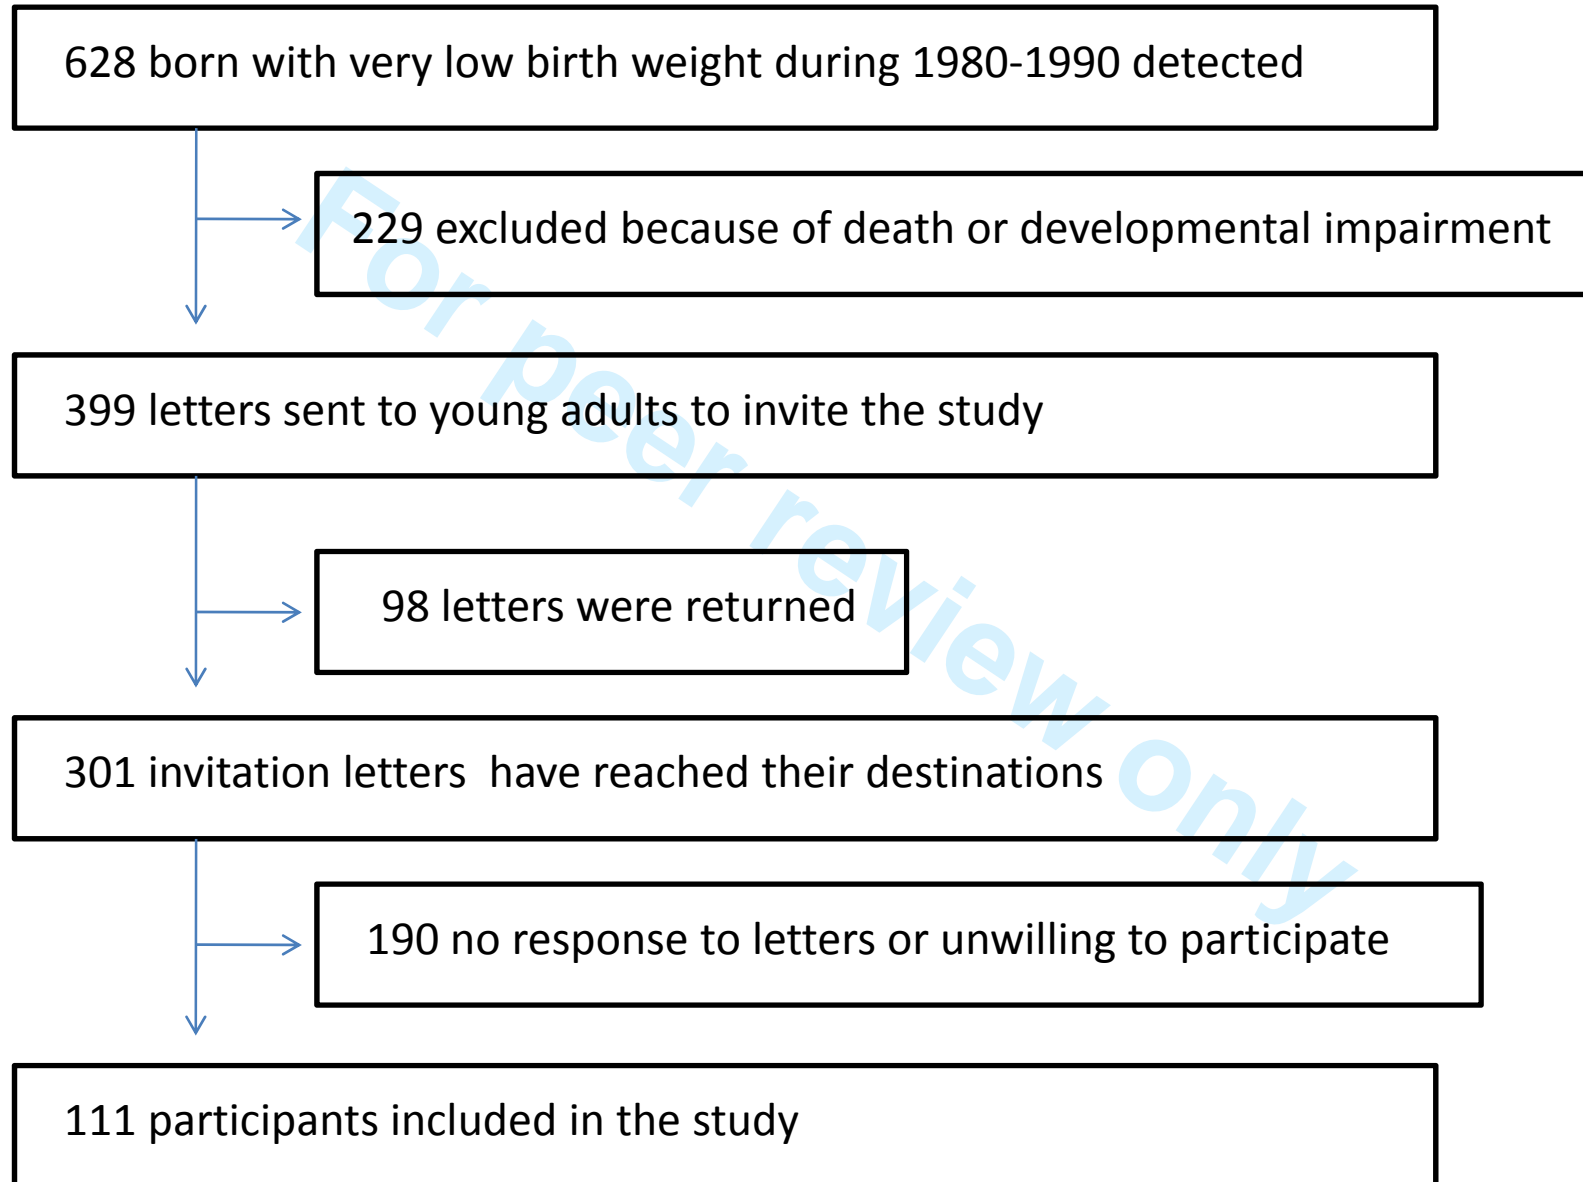 628 born with very low birth weight during 1980-1990 detected
229 excluded because of death or developmental impairment
399 letters sent to young adults to invite the study
98 letters were returned
301 invitation letters  have reached their destinations
190 no response to letters or unwilling to participate
111 participants included in the study
For peer review only